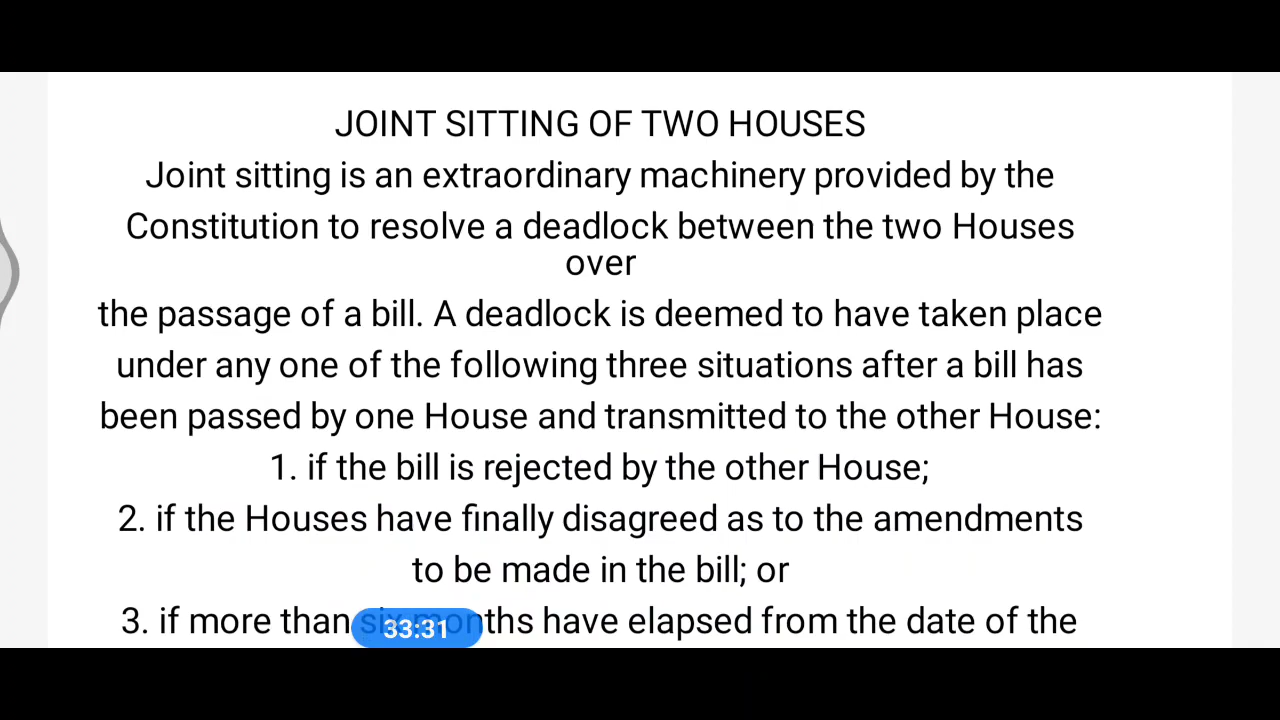 JOINT SITTING OF TWO HOUSES
Joint sitting is an extraordinary machinery provided by the
Constitution to resolve a deadlock between the two Houses
over
the passage of a bill. A deadlock is deemed to have taken place
under any one of the following three situations after a bill has
been passed by one House and transmitted to the other House:
1. if the bill is rejected by the other House;
2. if the Houses have finally disagreed as to the amendments
to be made in the bill; or
3. if more than six months have elapsed from the date of the
33:31